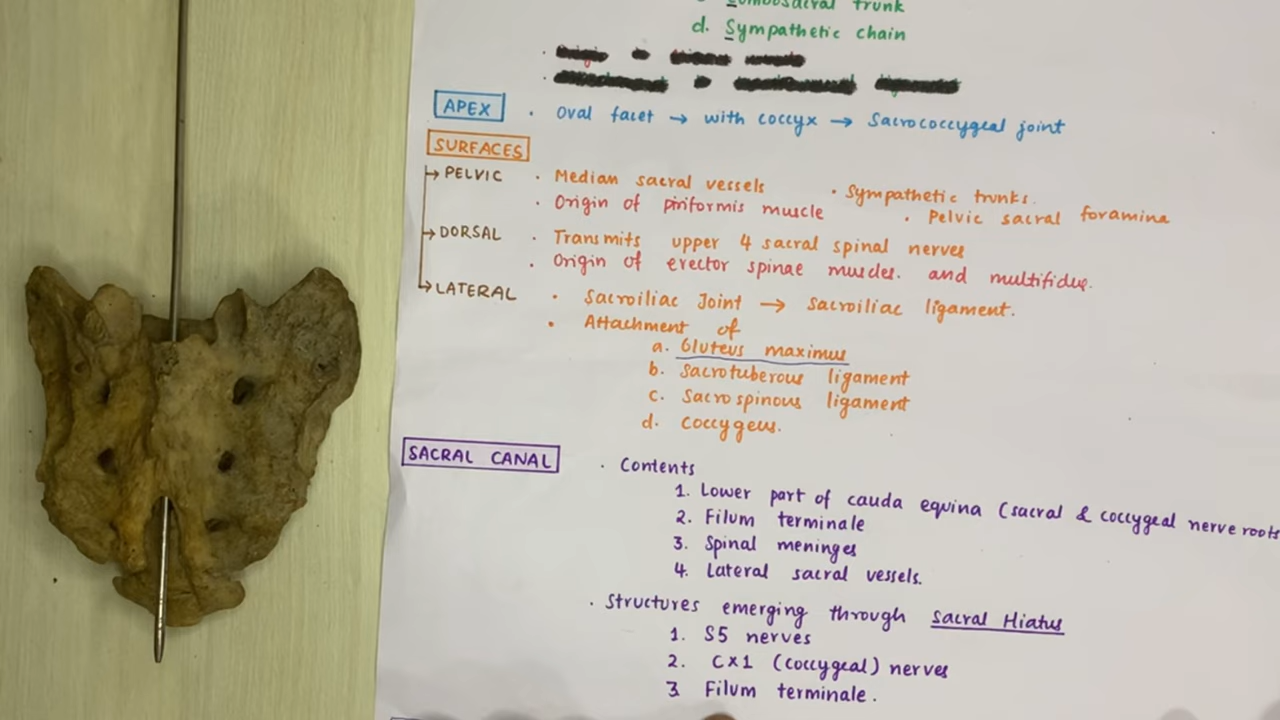 trunk
d. Sympathetic chain
APEX · Oval facet → with coccyx → Sacrococcygeal joint
SURFACES
→ PELVIC · Median sacral vessels · Sympathetic trunks.
· Origin of piriformis muscle · Pelvic sacral foramina
→ DORSAL · Transmits upper 4 sacral spinal nerves
· Origin of erector spinae muscles. and multifidus.
→ LATERAL · Sacroiliac Joint → sacroiliac ligament.
· Attachment of
a. Gluteus maximus
b. Sacrotuberous ligament
c. Sacrospinous ligament
d. Coccygeus.
SACRAL CANAL · Contents
1. Lower part of cauda equina (sacral & coccygeal nerve roots
2. Filum terminale
3. Spinal meninges
4. Lateral sacral vessels.
· Structures emerging through Sacral Hiatus
1. S5 nerves
2. CX1 (coccygeal) nerves
3 Filum terminale.